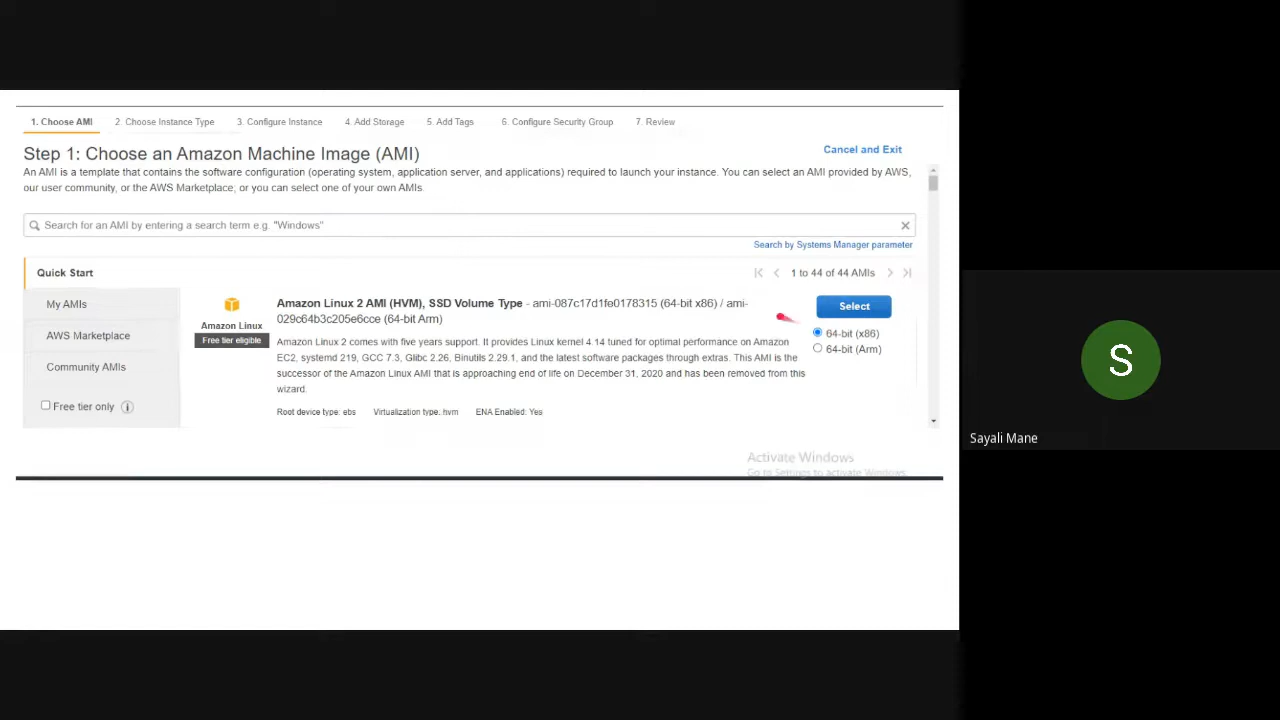 1. Choose AMI 2. Choose Instance Type 3. Configure Instance 4. Add Storage 5. Add Tags 6. Configure Security Group 7. Review
Step 1: Choose an Amazon Machine Image (AMI)
Cancel and Exit
An AMI is a template that contains the software configuration (operating system, application server, and applications) required to launch your instance. You can select an AMI provided by AWS,
our user community, or the AWS Marketplace; or you can select one of your own AMIs.
Search for an AMI by entering a search term e.g. "Windows"
Search by Systems Manager parameter
Quick Start
1 to 44 of 44 AMIs
My AMIs
AWS Marketplace
Community AMIs
Free tier only
Amazon Linux
Free tier eligible
Amazon Linux 2 AMI (HVM), SSD Volume Type - ami-087c17d1fe0178315 (64-bit x86) / ami-
029c64b3c205e6cce (64-bit Arm)
Amazon Linux 2 comes with five years support. It provides Linux kernel 4.14 tuned for optimal performance on Amazon
EC2, systemd 219, GCC 7.3, Glibc 2.26, Binutils 2.29.1, and the latest software packages through extras. This AMI is the
successor of the Amazon Linux AMI that is approaching end of life on December 31, 2020 and has been removed from this
wizard.
Root device type: ebs Virtualization type: hvm ENA Enabled: Yes
Select
64-bit (x86)
64-bit (Arm)
Activate Windows
Go to Settings to activate Windows.
S
Sayali Mane